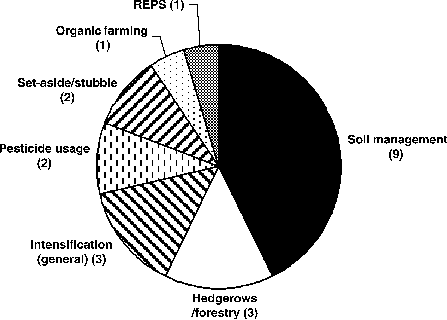 REPS (1)
Organic farming
(1)
Set-aside/stubble
(2)
Pesticide usage
(2)
Intensification
(general) (3)
Hedgerows
/forestry (3)
Soil management
(9)